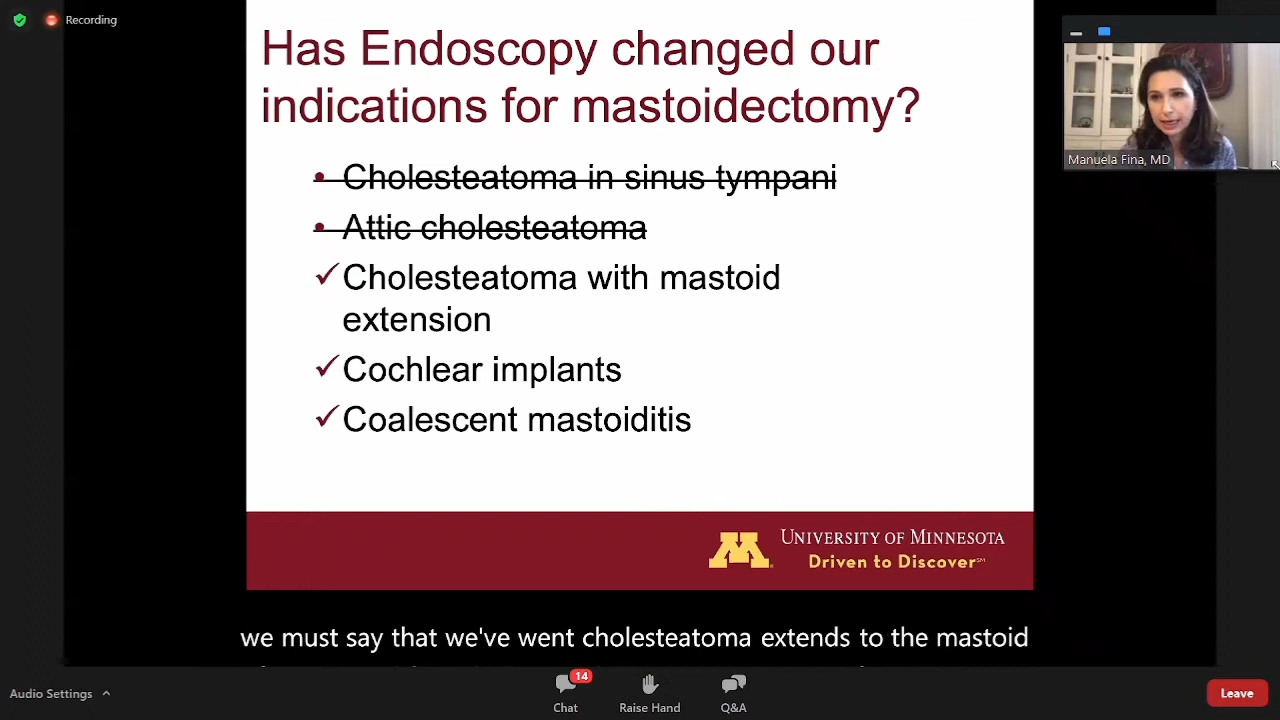 Recording
Has Endoscopy changed our
indications for mastoidectomy?
• Cholesteatoma in sinus tympani
• Attic cholesteatoma
✓Cholesteatoma with mastoid
extension
✓Cochlear implants
✓Coalescent mastoiditis
Manuela Fina, MD
M
UNIVERSITY OF MINNESOTA
Driven to Discover℠
we must say that we've went cholesteatoma extends to the mastoid
Audio Settings
14
Chat
Raise Hand
Q&A
Leave